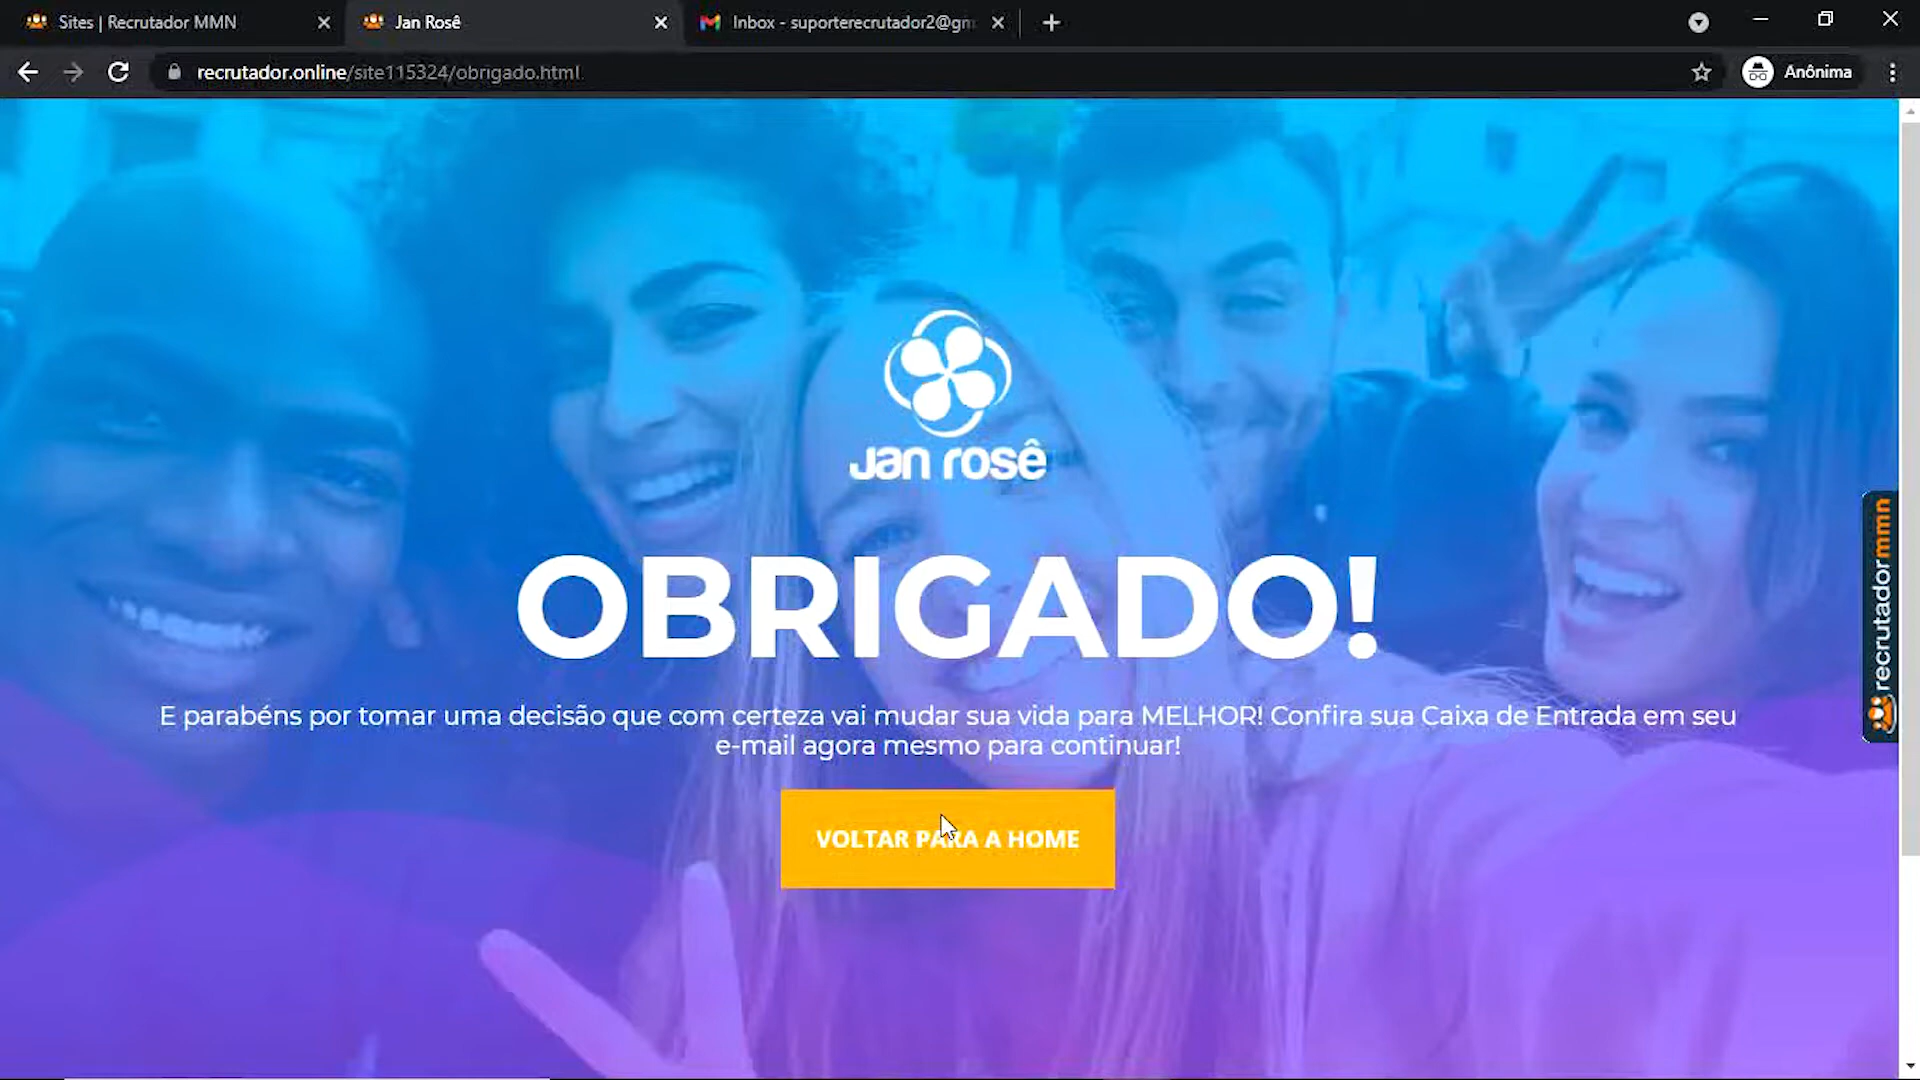 Sites | Recrutador MMN
Jan Rosê
Inbox - suporterecrutador2@gm
recrutador.online/site115324/obrigado.html
Anônima
Jan rosê
OBRIGADO!
E parabéns por tomar uma decisão que com certeza vai mudar sua vida para MELHOR! Confira sua Caixa de Entrada em seu
e-mail agora mesmo para continuar!
VOLTAR PARA A HOME
recrutadormmn